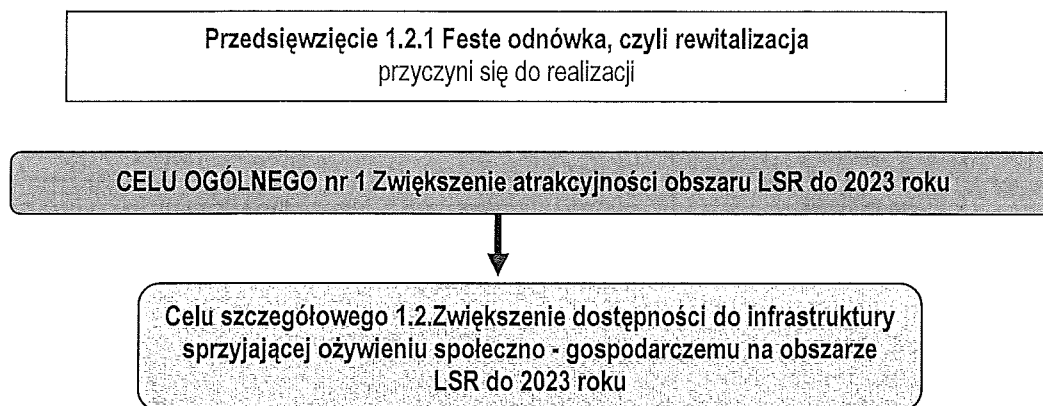 Przedsięwzięcie 1.2.1 Feste odnówka, czyli rewitalizacja
przyczyni się do realizacji
CELU OGÓLNEGO nr 1 Zwiększenie atrakcyjności obszaru LSR do 2023 roku
Celu szczegółowego 1.2.Zwiększenie dostępności do infrastruktury
sprzyjającej ożywieniu społeczno - gospodarczemu na obszarze
LSR do 2023 roku